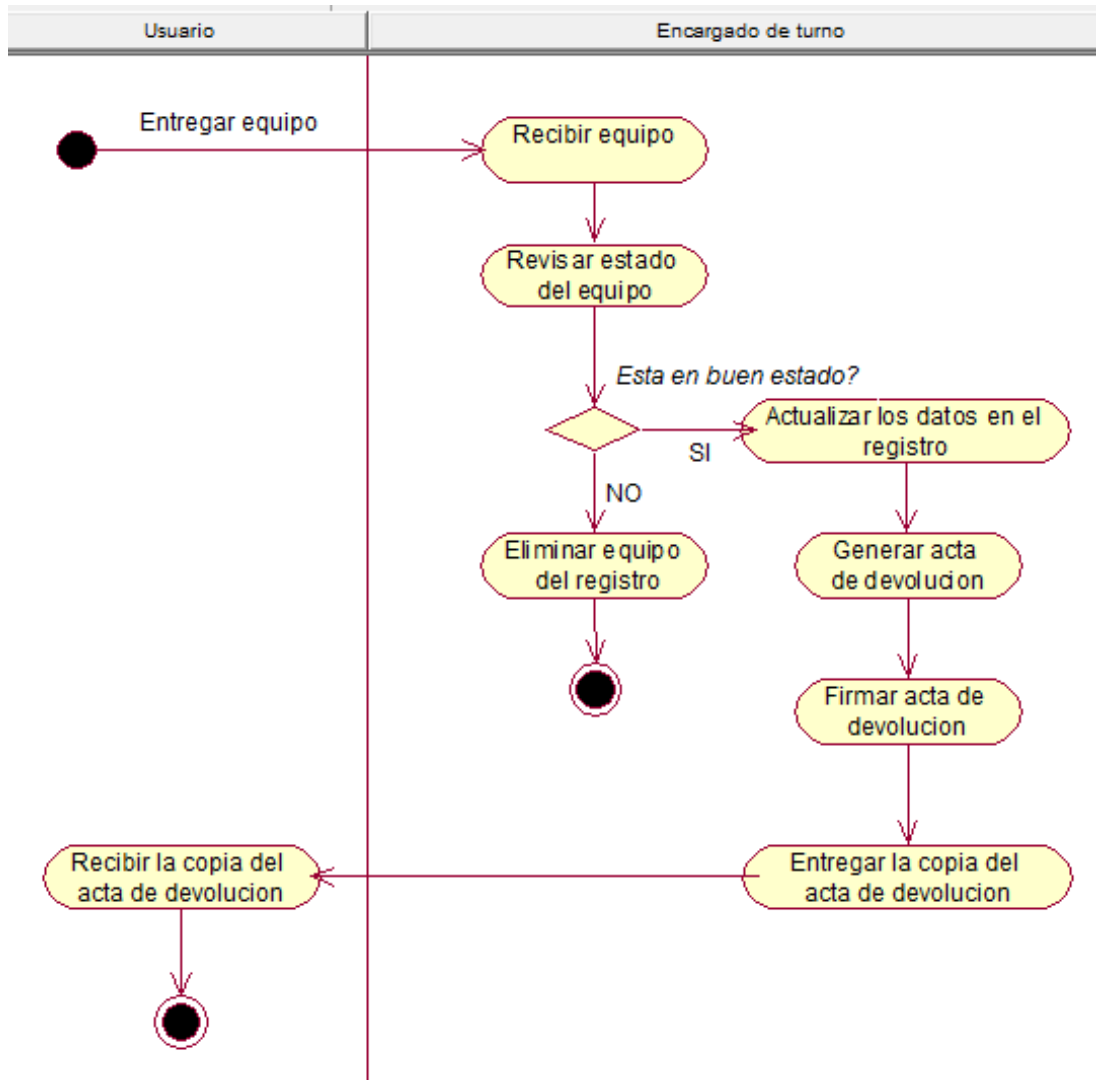 Usuario
Encargado de turno
Entregar equipo
Recibir equipo
Revisar estado
del equipo
Esta en buen estado?
SI
Actualizar los datos en el
registro
NO
Eliminar equipo
del registro
Generar acta
de devolucion
Firmar acta de
devolucion
Entregar la copia del
acta de devolucion
Recibir la copia del
acta de devolucion